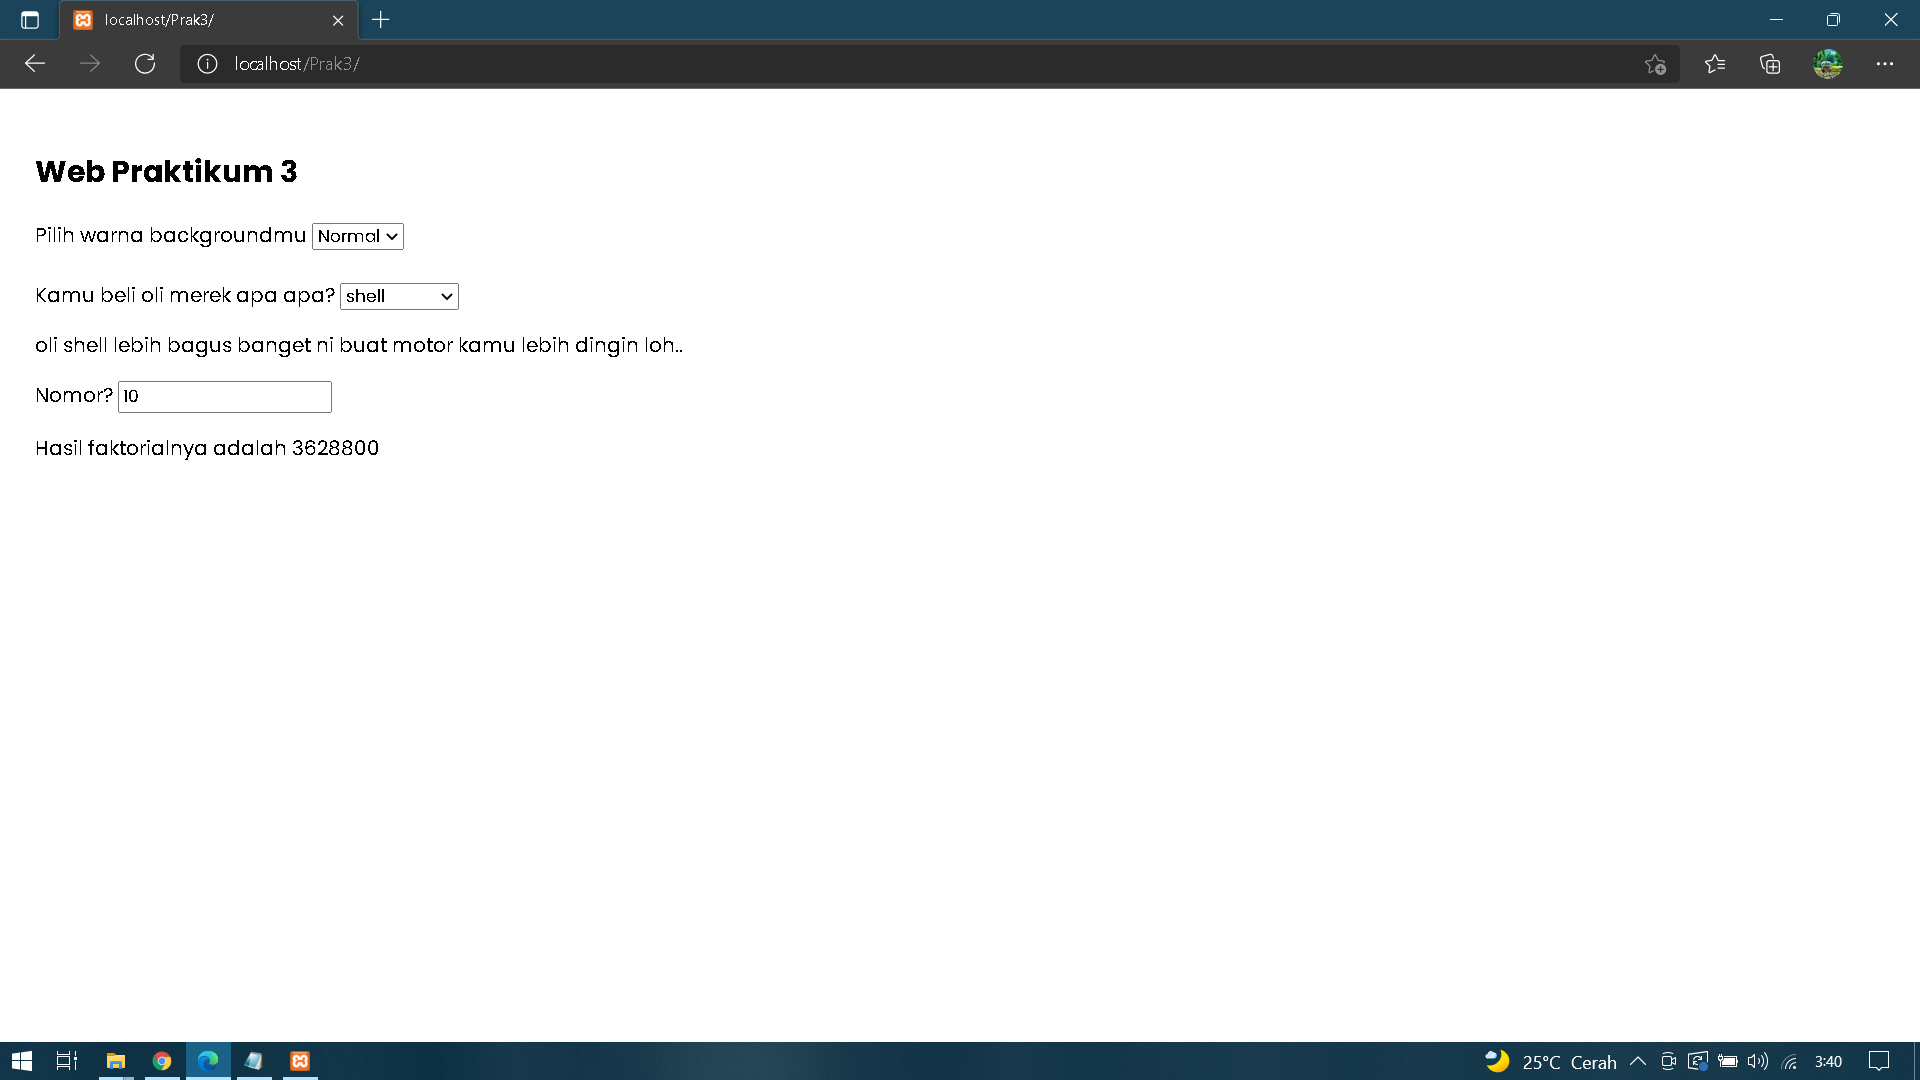 localhost/Prak3/
localhost/Prak3/
Web Praktikum 3
Pilih warna backgroundmu Normal
Kamu beli oli merek apa apa? shell
oli shell lebih bagus banget ni buat motor kamu lebih dingin loh..
Nomor? 10
Hasil faktorialnya adalah 3628800
25°C Cerah 3:40